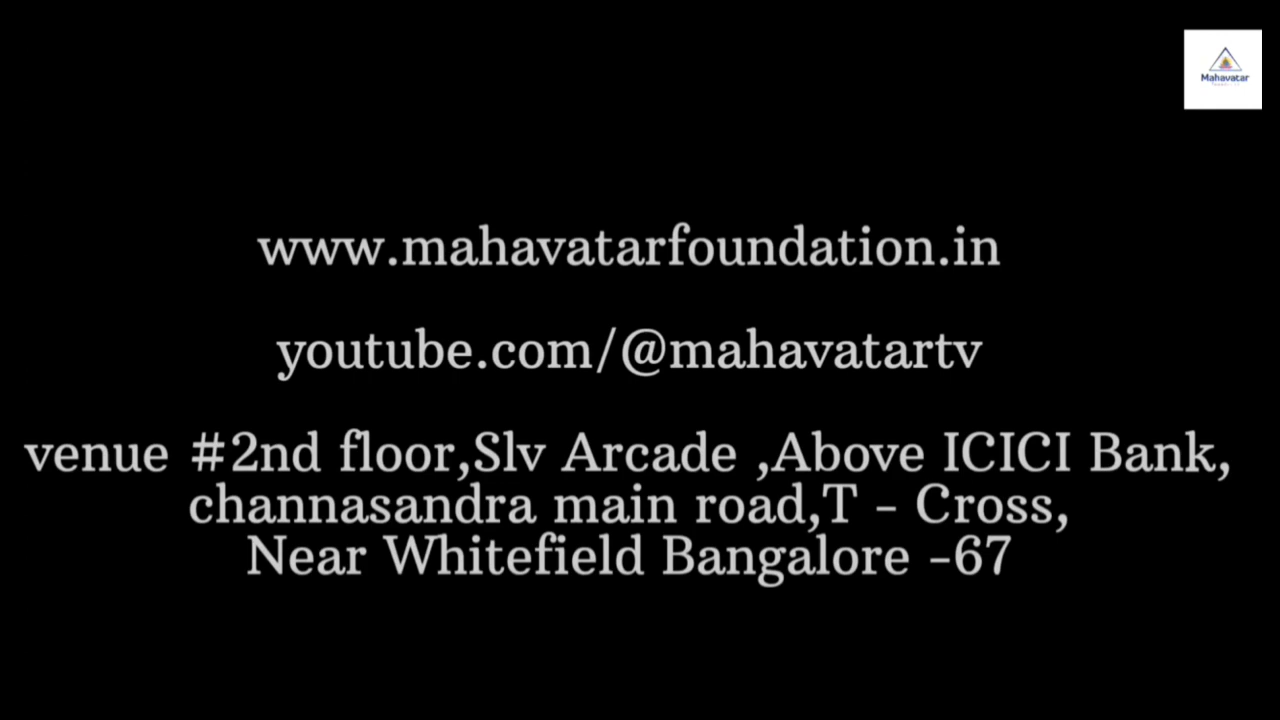 Mahavatar
www.mahavatarfoundation.in
youtube.com/@mahavatartv
venue #2nd floor,Slv Arcade ,Above ICICI Bank,
channasandra main road,T - Cross,
Near Whitefield Bangalore -67